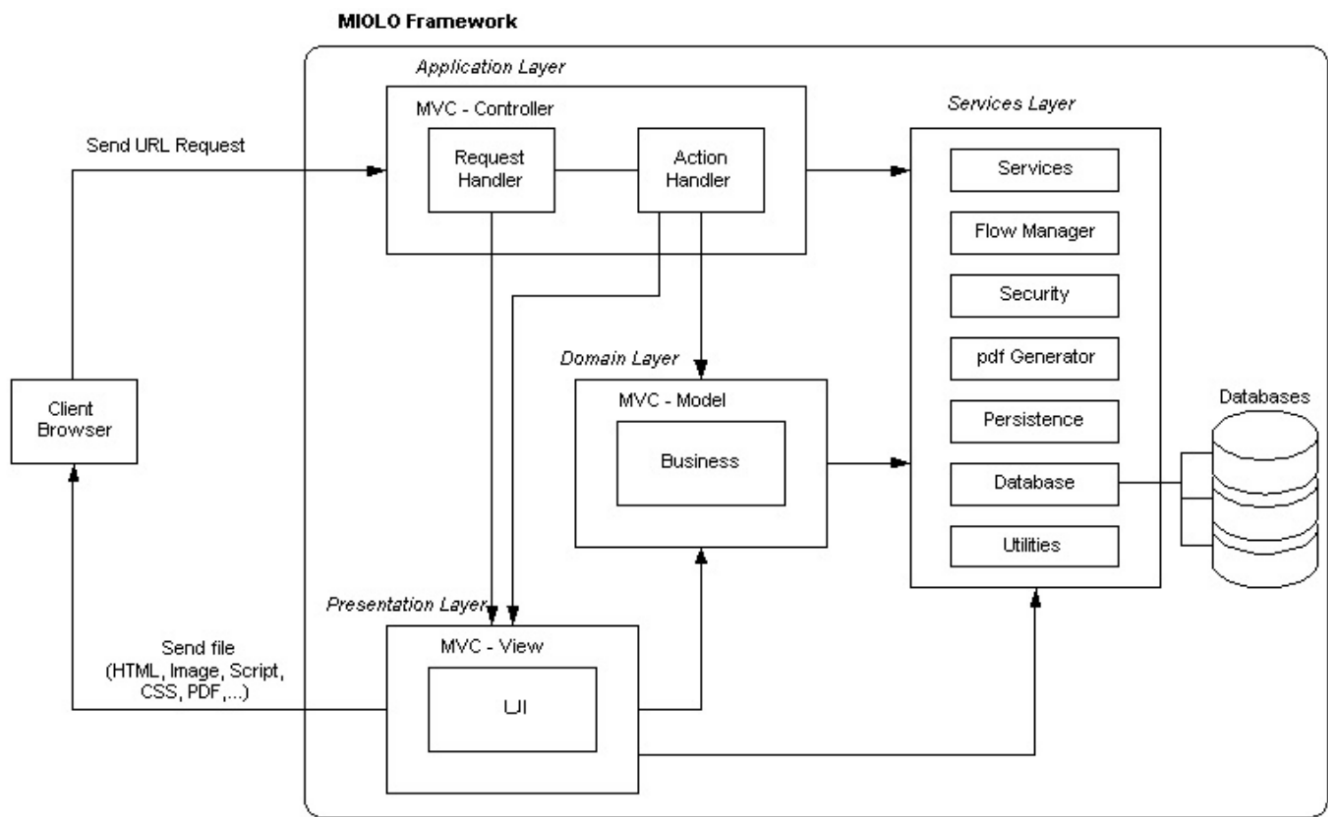 MIOLO Framework
Application Layer
MVC - Controller
Request
Handler
Action
Handler
Send URL Request
Services Layer
Services
Flow Manager
Security
pdf Generator
Persistence
Database
Utilities
Databases
Domain Layer
MVC - Model
Business
Client
Browser
Presentation Layer
MVC - View
UI
Send file
(HTML, Image, Script,
CSS, PDF,...)